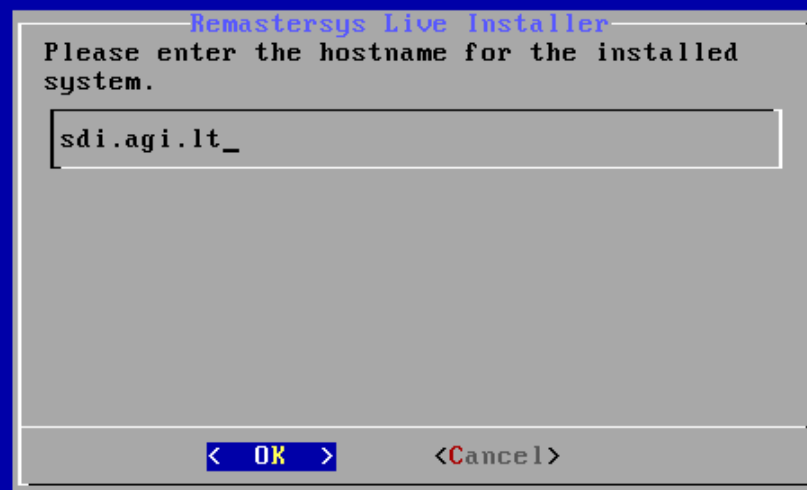 Remastersys Live Installer
Please enter the hostname for the installed
system.
sdi.agi.lt_
< OK > <Cancel>